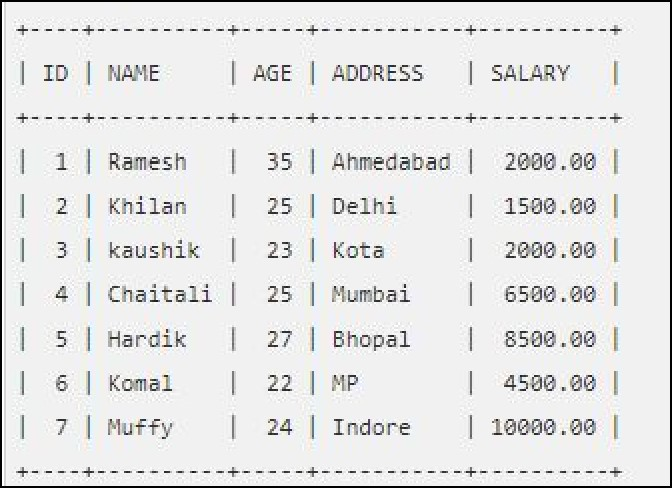 +----+----------+-----+-----------+----------+
| ID | NAME     | AGE | ADDRESS   | SALARY   |
+----+----------+-----+-----------+----------+
|  1 | Ramesh   |  35 | Ahmedabad |  2000.00 |
|  2 | Khilan   |  25 | Delhi     |  1500.00 |
|  3 | kaushik  |  23 | Kota      |  2000.00 |
|  4 | Chaitali |  25 | Mumbai    |  6500.00 |
|  5 | Hardik   |  27 | Bhopal    |  8500.00 |
|  6 | Komal    |  22 | MP        |  4500.00 |
|  7 | Muffy    |  24 | Indore    | 10000.00 |
+----+----------+-----+-----------+----------+